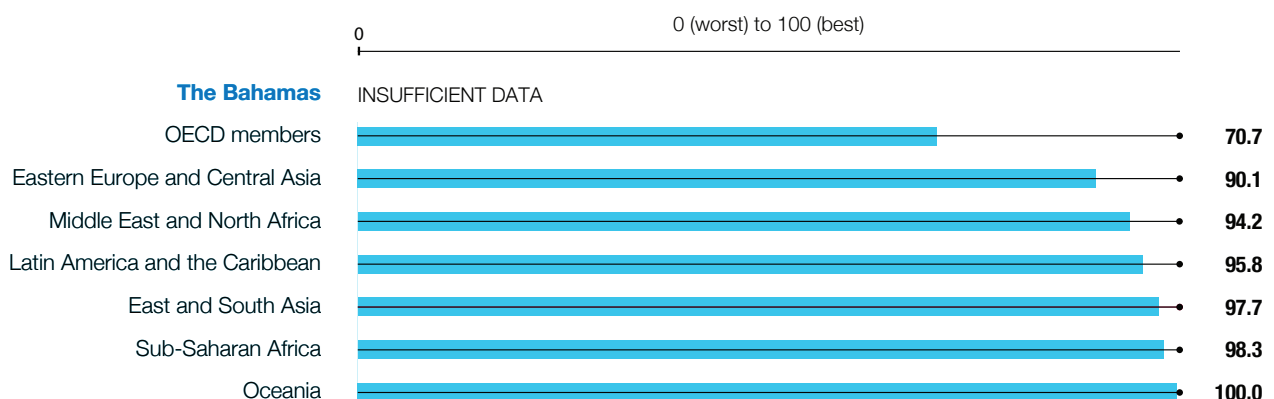 0 (worst) to 100 (best)
0
The Bahamas INSUFFICIENT DATA
OECD members 70.7
Eastern Europe and Central Asia 90.1
Middle East and North Africa 94.2
Latin America and the Caribbean 95.8
East and South Asia 97.7
Sub-Saharan Africa 98.3
Oceania 100.0